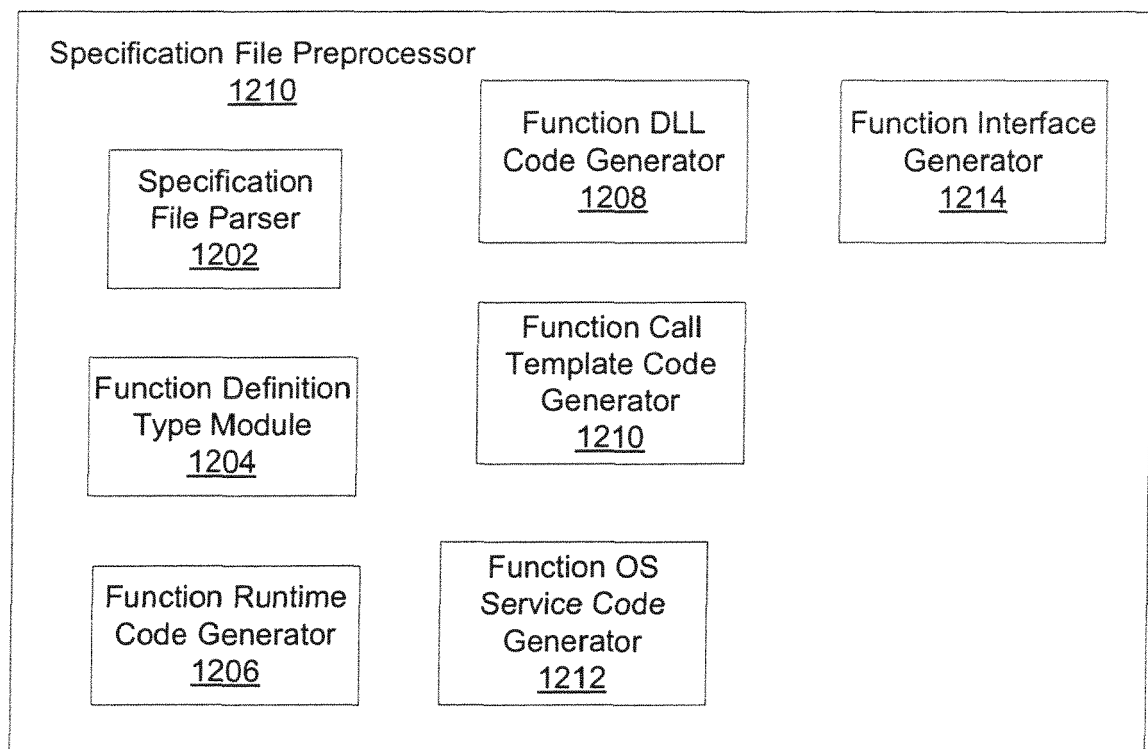 Specification File Preprocessor
1210
Specification
File Parser
1202
Function Definition
Type Module
1204
Function Runtime
Code Generator
1206
Function DLL
Code Generator
1208
Function Call
Template Code
Generator
1210
Function OS
Service Code
Generator
1212
Function Interface
Generator
1214